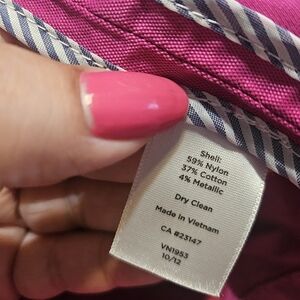 Shell:
59% Nylon
37% Cotton
4% Metallic
Dry Clean
Made in Vietnam
CA #23147
VN1953
10/12